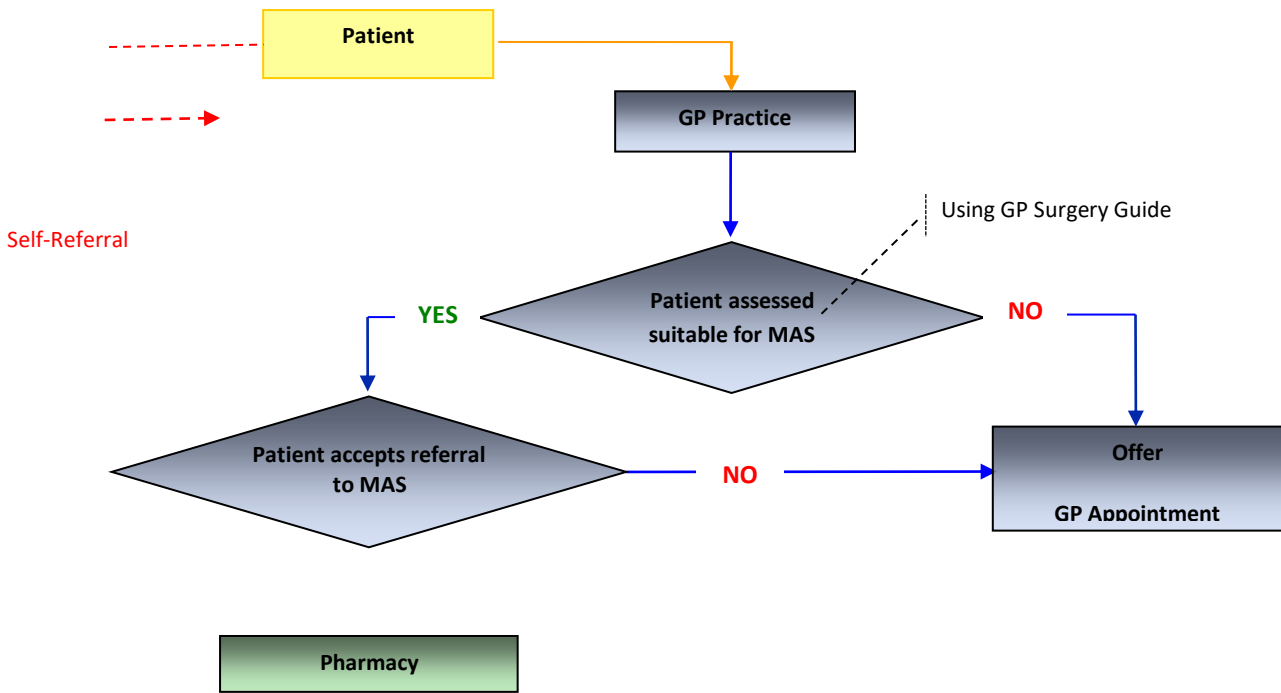 Patient
GP Practice
Using GP Surgery Guide
Self-Referral
Patient assessed
suitable for MAS
YES
NO
Patient accepts referral
to MAS
NO
Offer
GP Appointment
Pharmacy